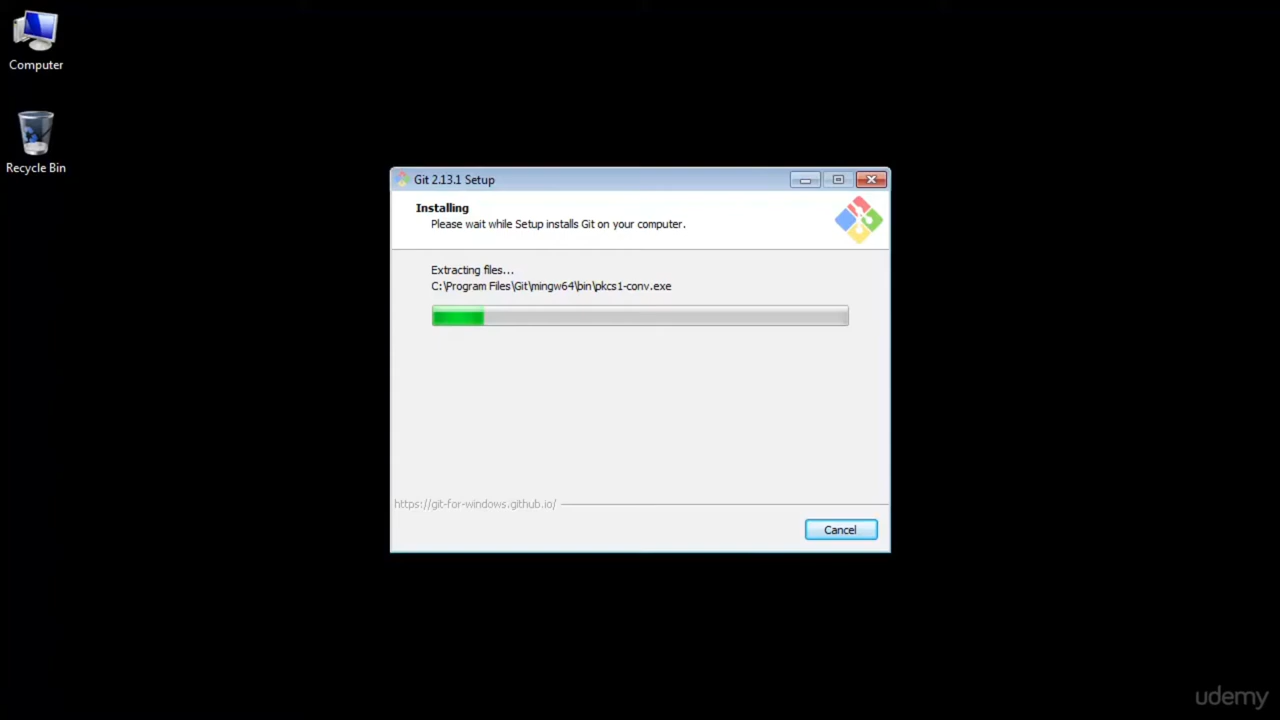 Computer
Recycle Bin
Git 2.13.1 Setup
Installing
Please wait while Setup installs Git on your computer.
Extracting files...
C:\Program Files\Git\mingw64\bin\pkcs1-conv.exe
https://git-for-windows.github.io/
Cancel
udemy